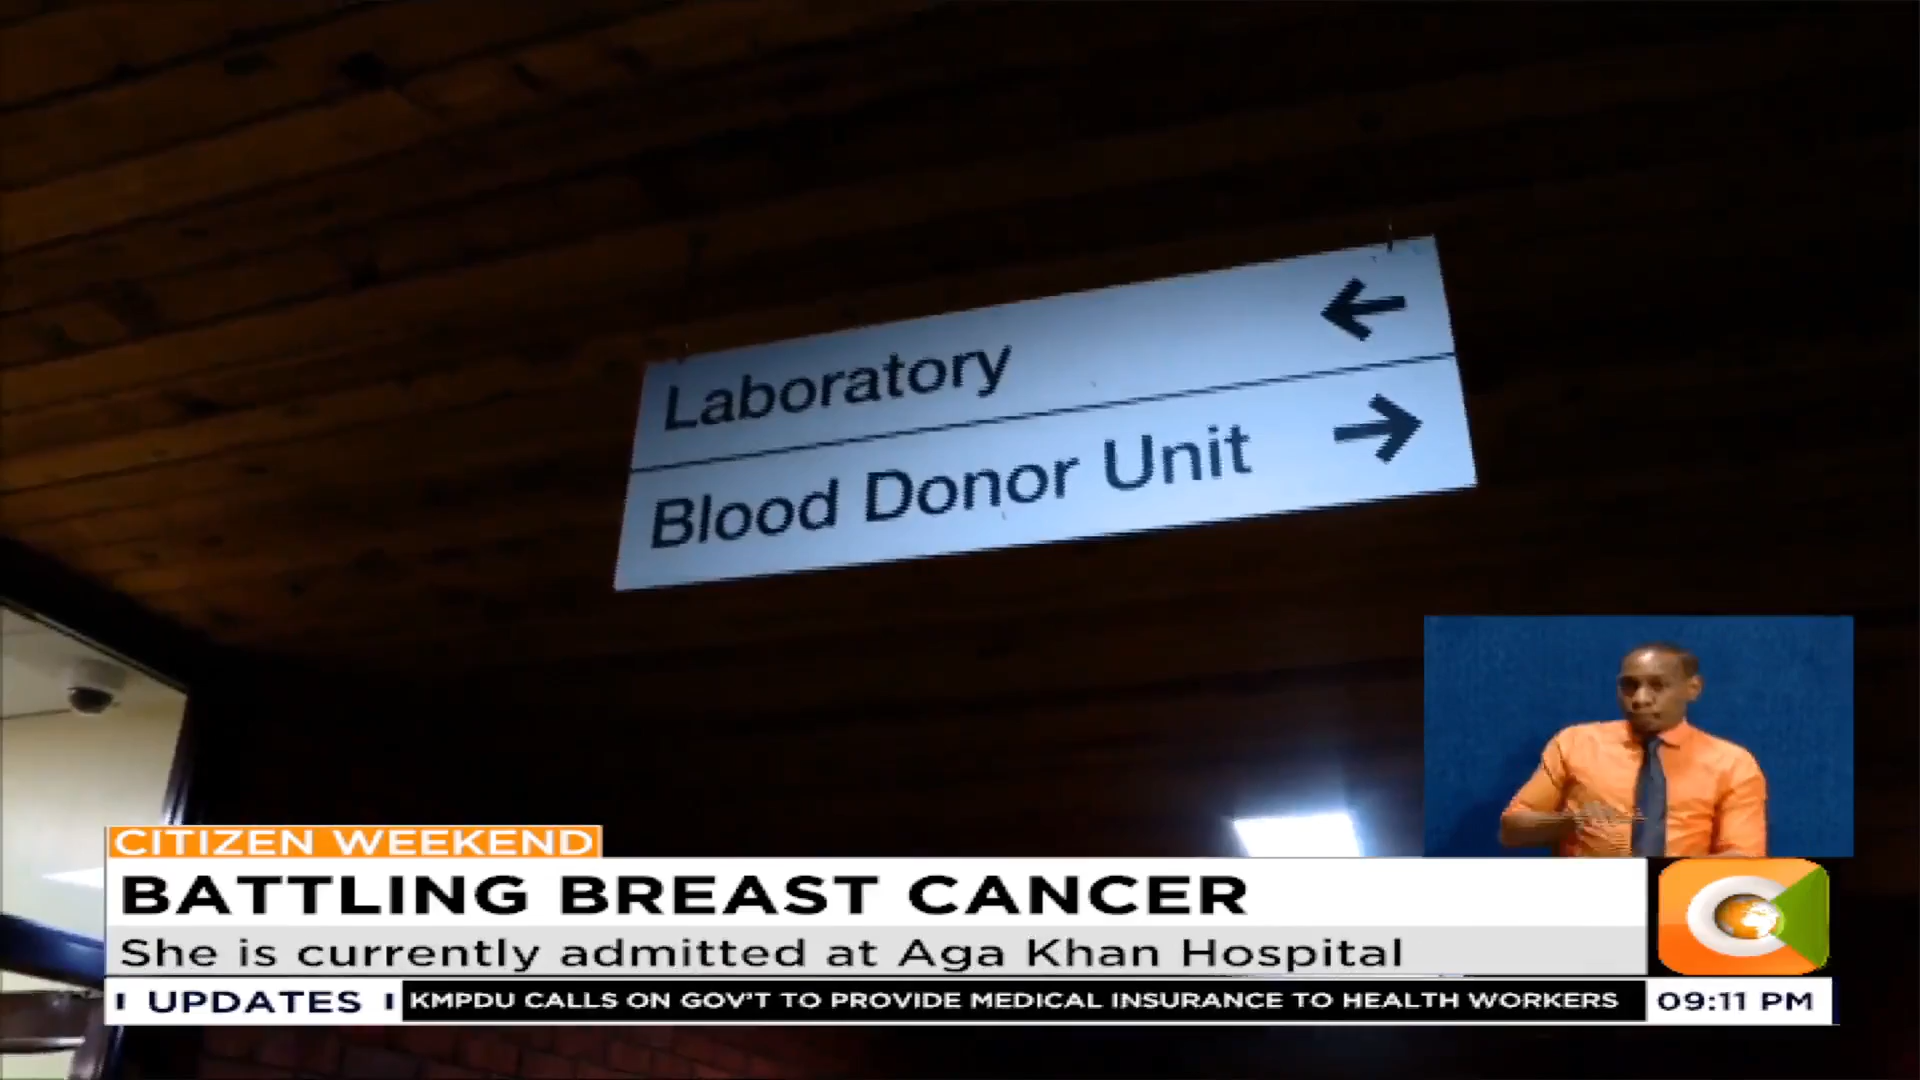 Laboratory
Blood Donor Unit
CITIZEN WEEKEND
BATTLING BREAST CANCER
She is currently admitted at Aga Khan Hospital
UPDATES
KMPDU CALLS ON GOV'T TO PROVIDE MEDICAL INSURANCE TO HEALTH WORKERS
09:11 PM